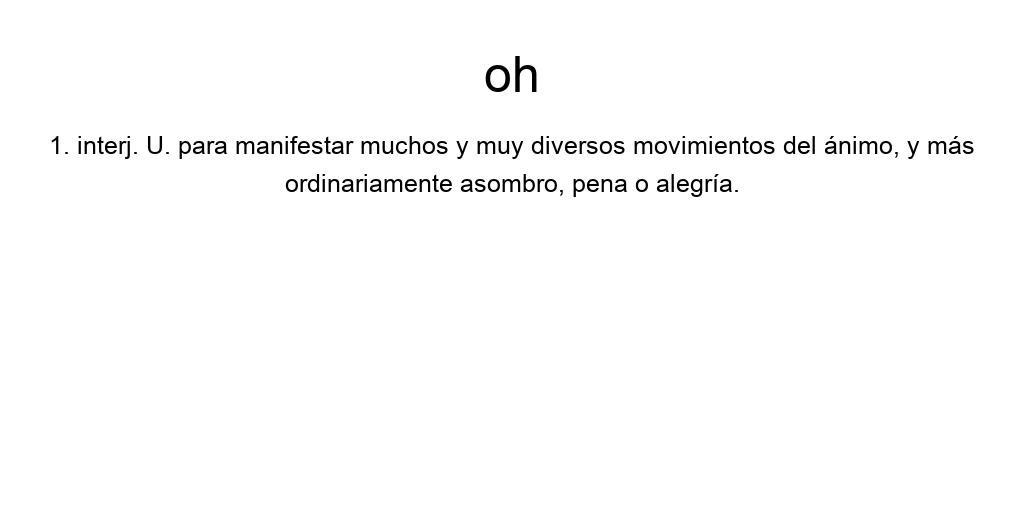 oh
1. interj. U. para manifestar muchos y muy diversos movimientos del ánimo, y más
ordinariamente asombro, pena o alegría.